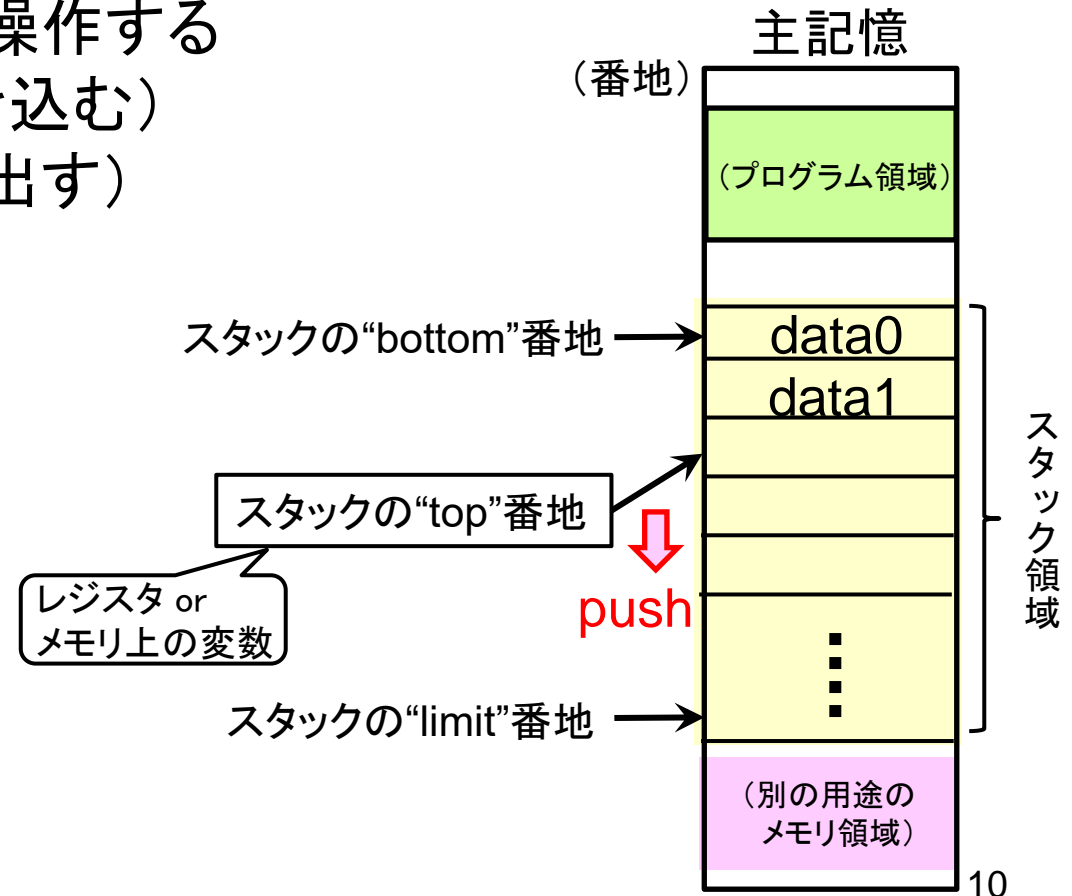 操作する
込む）
出す）
主記憶
（番地）
（プログラム領域）
スタックの“bottom”番地
data0
data1
スタックの“top”番地
スタック領域
レジスタ or
メモリ上の変数
push
スタックの“limit”番地
（別の用途の
メモリ領域）
10